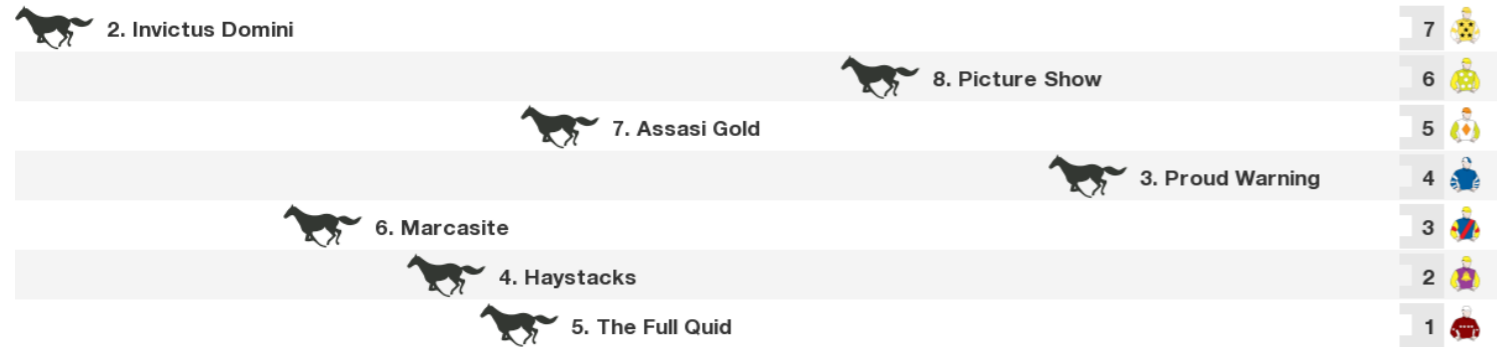 2. Invictus Domini 7
8. Picture Show 6
7. Assasi Gold 5
3. Proud Warning 4
6. Marcasite 3
4. Haystacks 2
5. The Full Quid 1